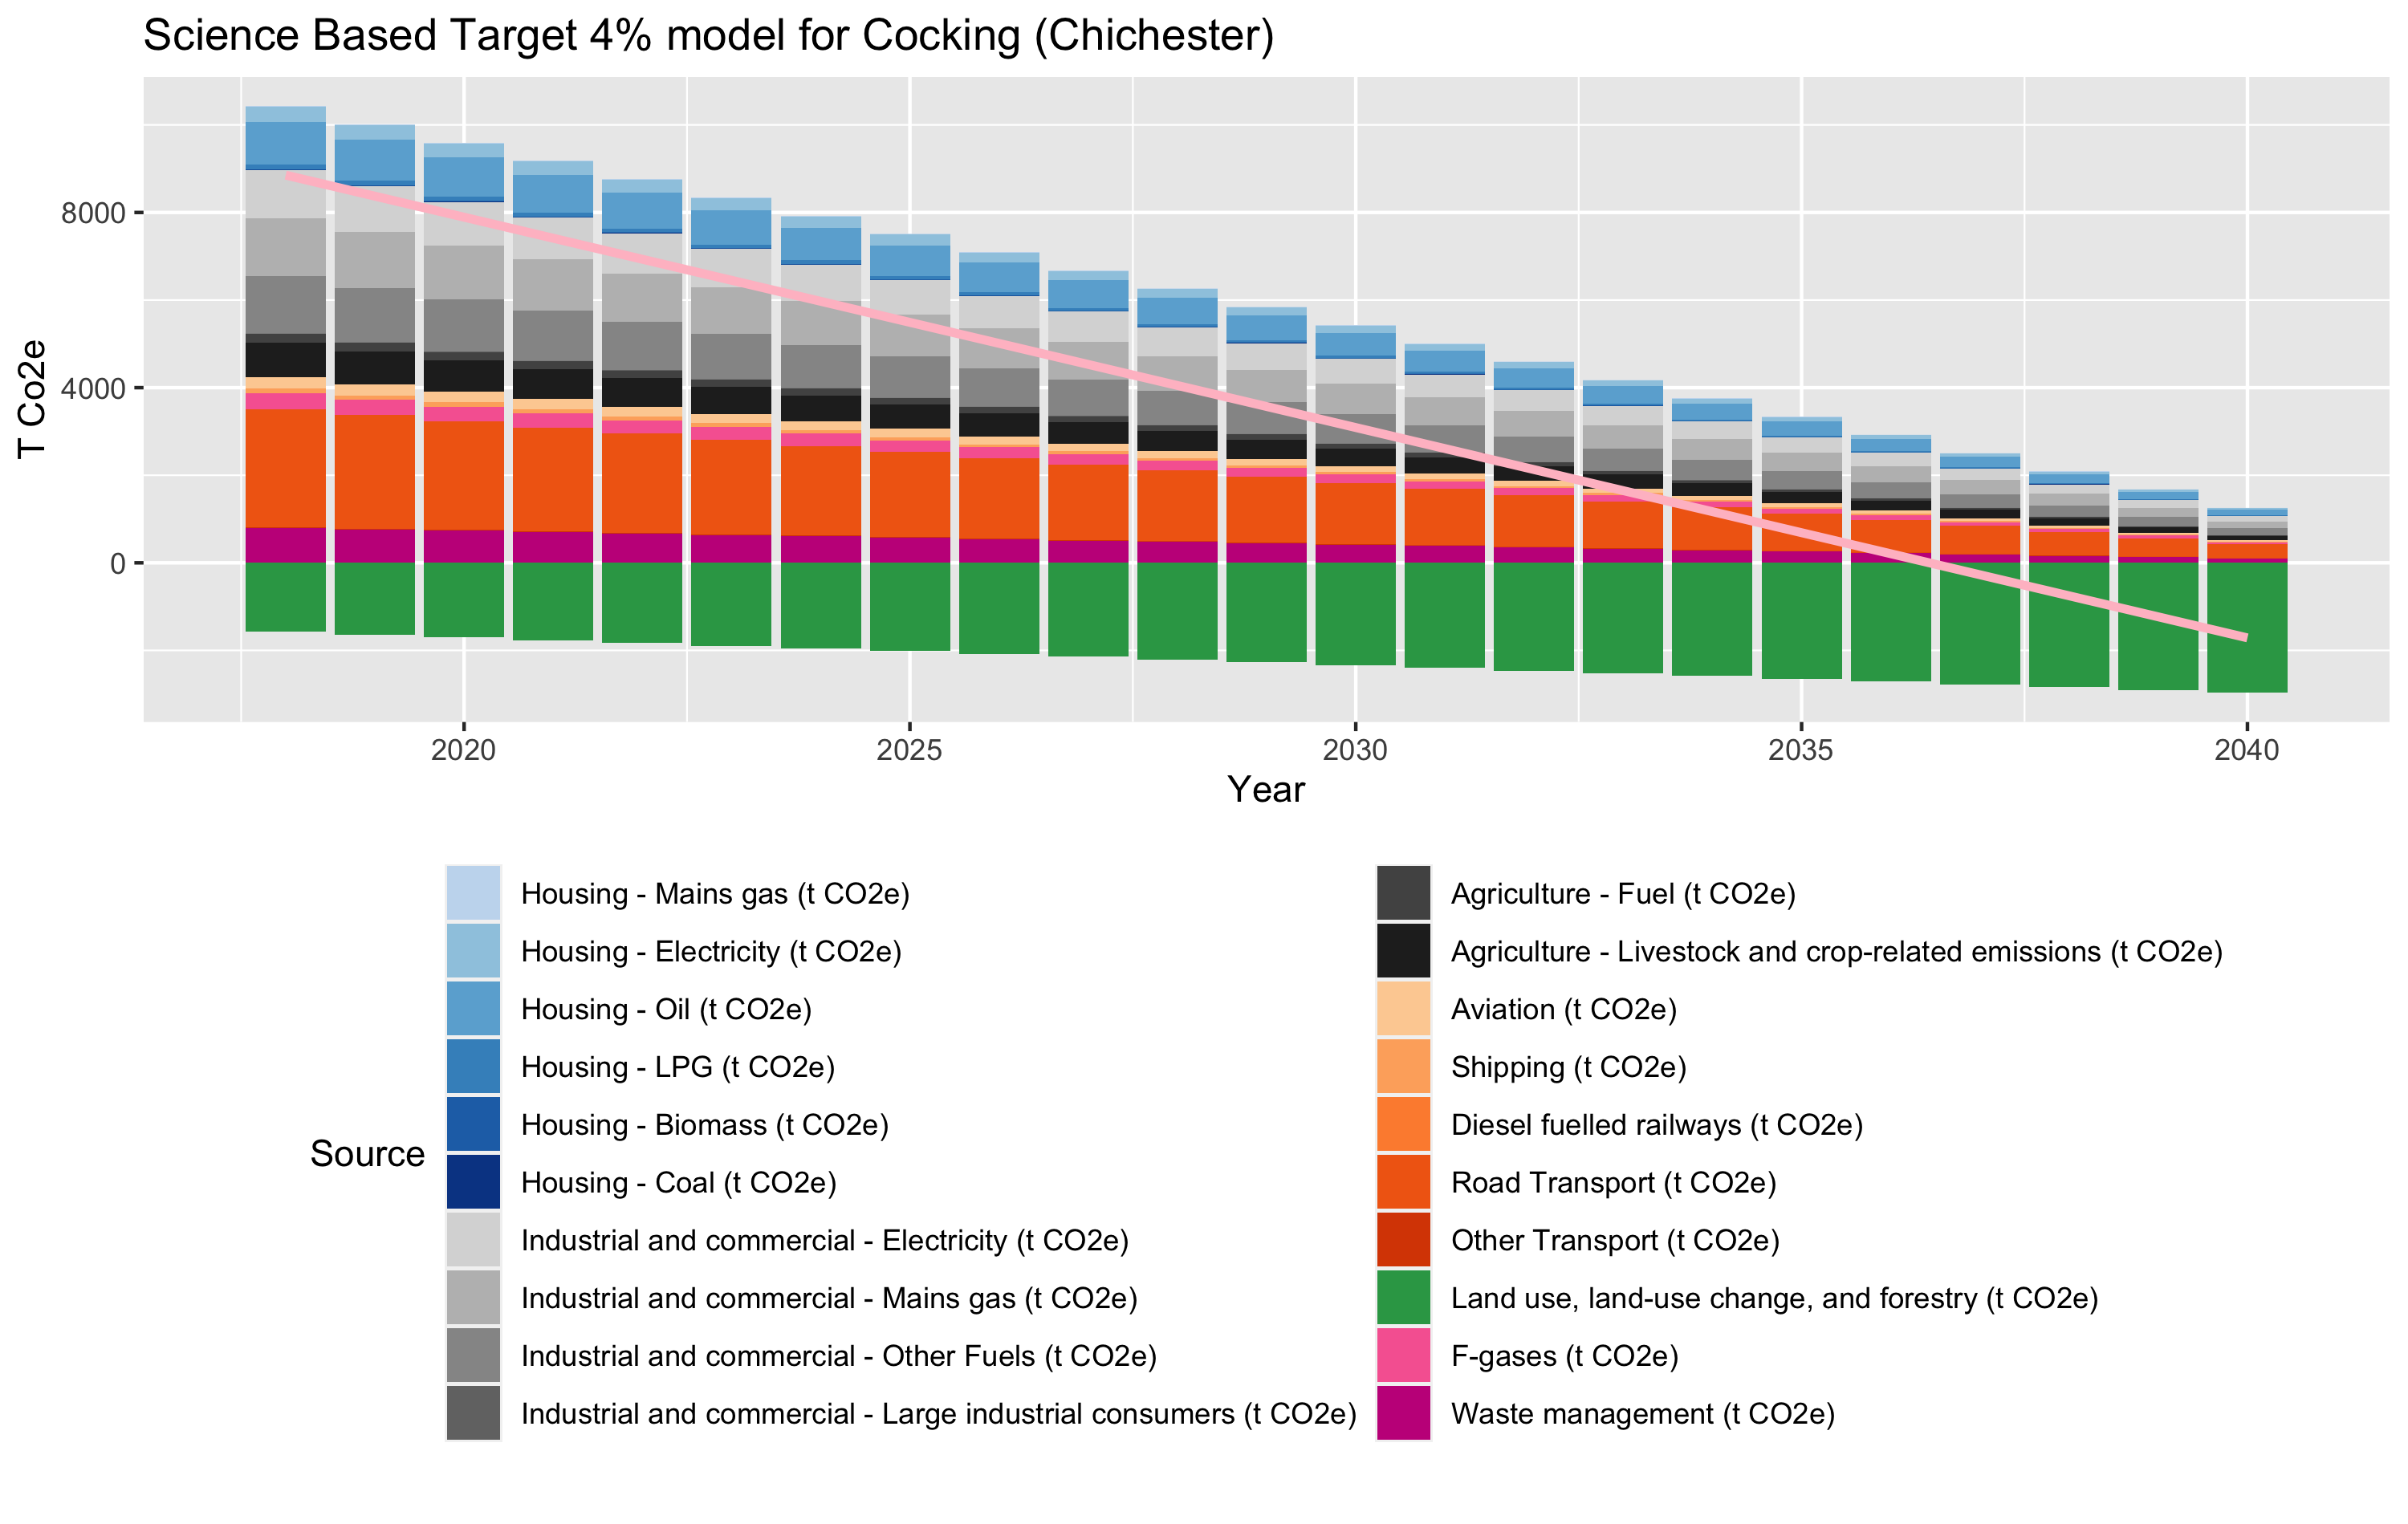 Science Based Target 4% model for Cocking (Chichester)
T Co2e
8000
4000
0
2020
2025
2030
2035
2040
Year
Source
Housing - Mains gas (t CO2e)
Housing - Electricity (t CO2e)
Housing - Oil (t CO2e)
Housing - LPG (t CO2e)
Housing - Biomass (t CO2e)
Housing - Coal (t CO2e)
Industrial and commercial - Electricity (t CO2e)
Industrial and commercial - Mains gas (t CO2e)
Industrial and commercial - Other Fuels (t CO2e)
Industrial and commercial - Large industrial consumers (t CO2e)
Agriculture - Fuel (t CO2e)
Agriculture - Livestock and crop-related emissions (t CO2e)
Aviation (t CO2e)
Shipping (t CO2e)
Diesel fuelled railways (t CO2e)
Road Transport (t CO2e)
Other Transport (t CO2e)
Land use, land-use change, and forestry (t CO2e)
F-gases (t CO2e)
Waste management (t CO2e)